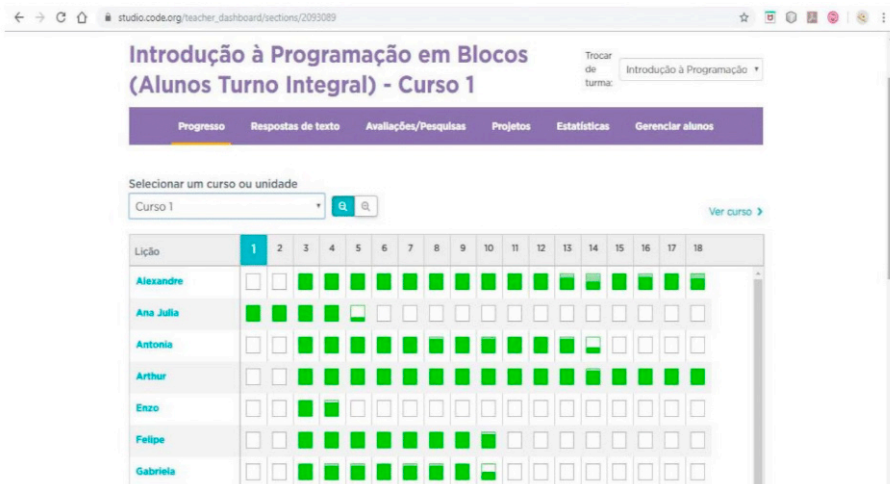 studio.code.org/teacher_dashboard/sections/2093089
Introdução à Programação em Blocos
(Alunos Turno Integral) - Curso 1
Trocar
de
turma:
Introdução à Programação
Progresso Respostas de texto Avaliações/Pesquisas Projetos Estatísticas Gerenciar alunos
Selecionar um curso ou unidade
Curso 1
Ver curso
Lição 1 2 3 4 5 6 7 8 9 10 11 12 13 14 15 16 17 18
Alexandre
Ana Julia
Antonia
Arthur
Enzo
Felipe
Gabriela